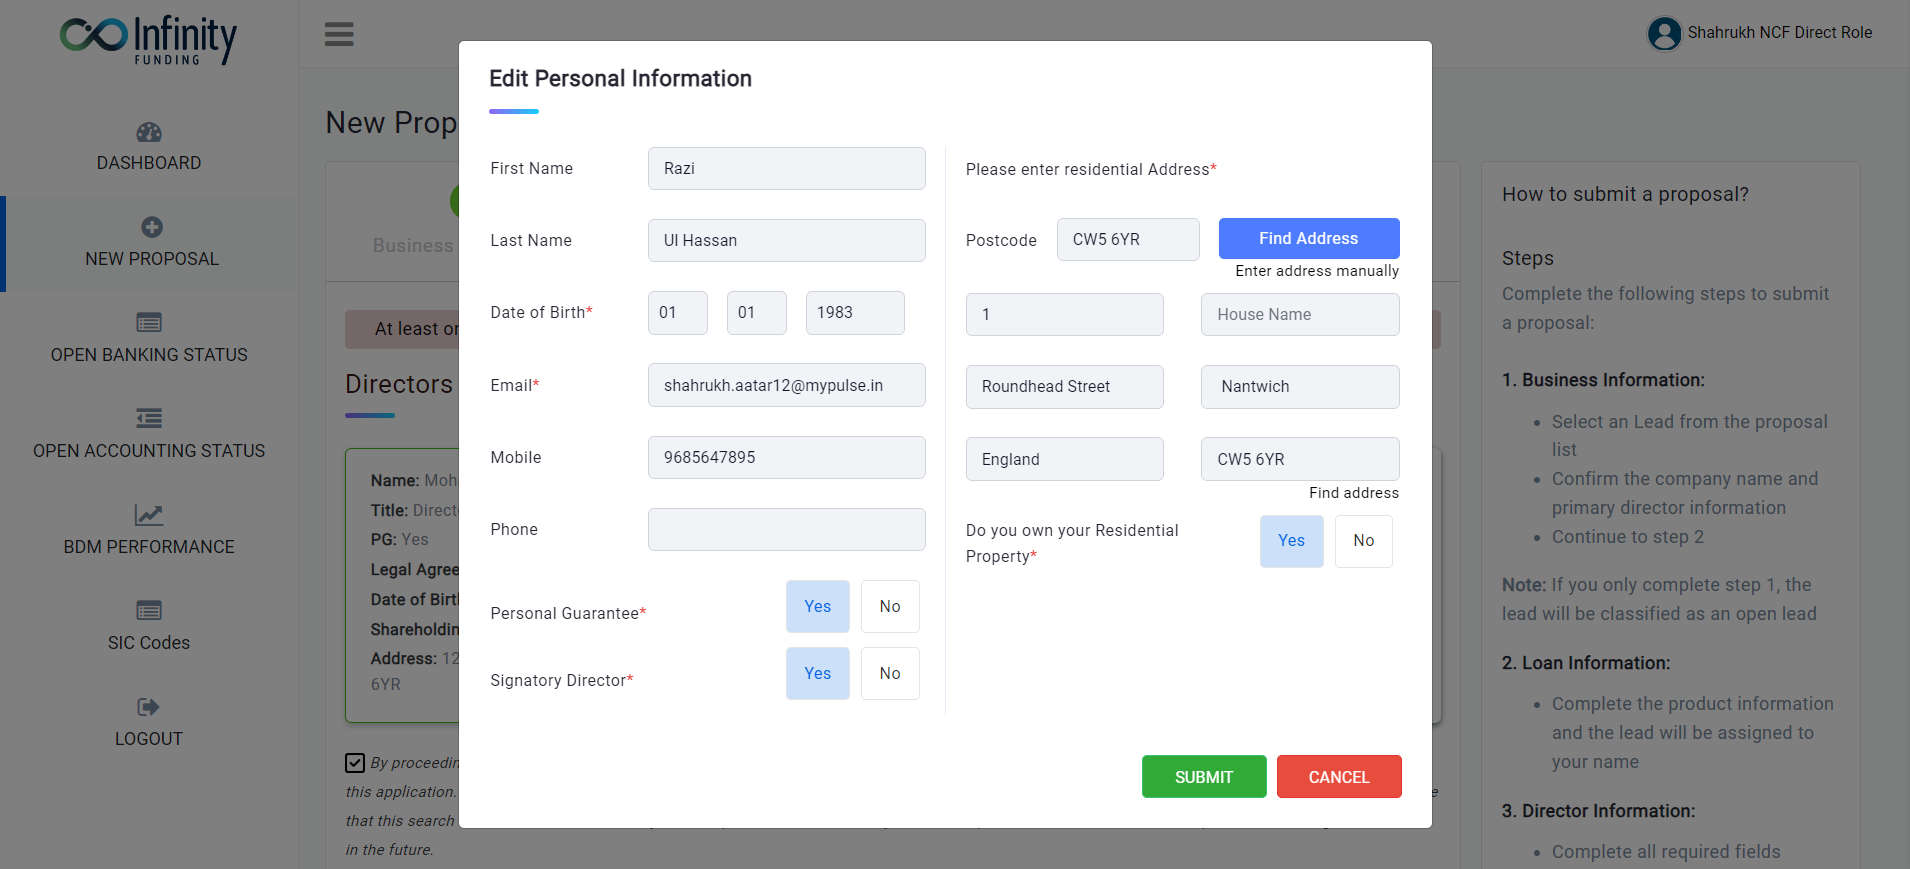 Infinity
FUNDING
DASHBOARD
NEW PROPOSAL
OPEN BANKING STATUS
OPEN ACCOUNTING STATUS
BDM PERFORMANCE
SIC Codes
LOGOUT
Shahrukh NCF Direct Role
New Prop
Business
At least or
Directors
Name: Moh
Title: Direct
PG: Yes
Legal Agree
Date of Birth
Shareholdin
Address: 12
6YR
By proceedin
this application.
that this search
in the future.
Edit Personal Information
First Name
Razi
Last Name
Ul Hassan
Date of Birth*
01
01
1983
Email*
shahrukh.aatar12@mypulse.in
Mobile
9685647895
Phone
Personal Guarantee*
Yes
No
Signatory Director*
Yes
No
Please enter residential Address*
Postcode
CW5 6YR
Find Address
Enter address manually
1
House Name
Roundhead Street
Nantwich
England
CW5 6YR
Find address
Do you own your Residential
Property*
Yes
No
SUBMIT
CANCEL
How to submit a proposal?
Steps
Complete the following steps to submit
a proposal:
1. Business Information:
• Select an Lead from the proposal
list
• Confirm the company name and
primary director information
• Continue to step 2
Note: If you only complete step 1, the
lead will be classified as an open lead
2. Loan Information:
• Complete the product information
and the lead will be assigned to
your name
3. Director Information:
• Complete all required fields